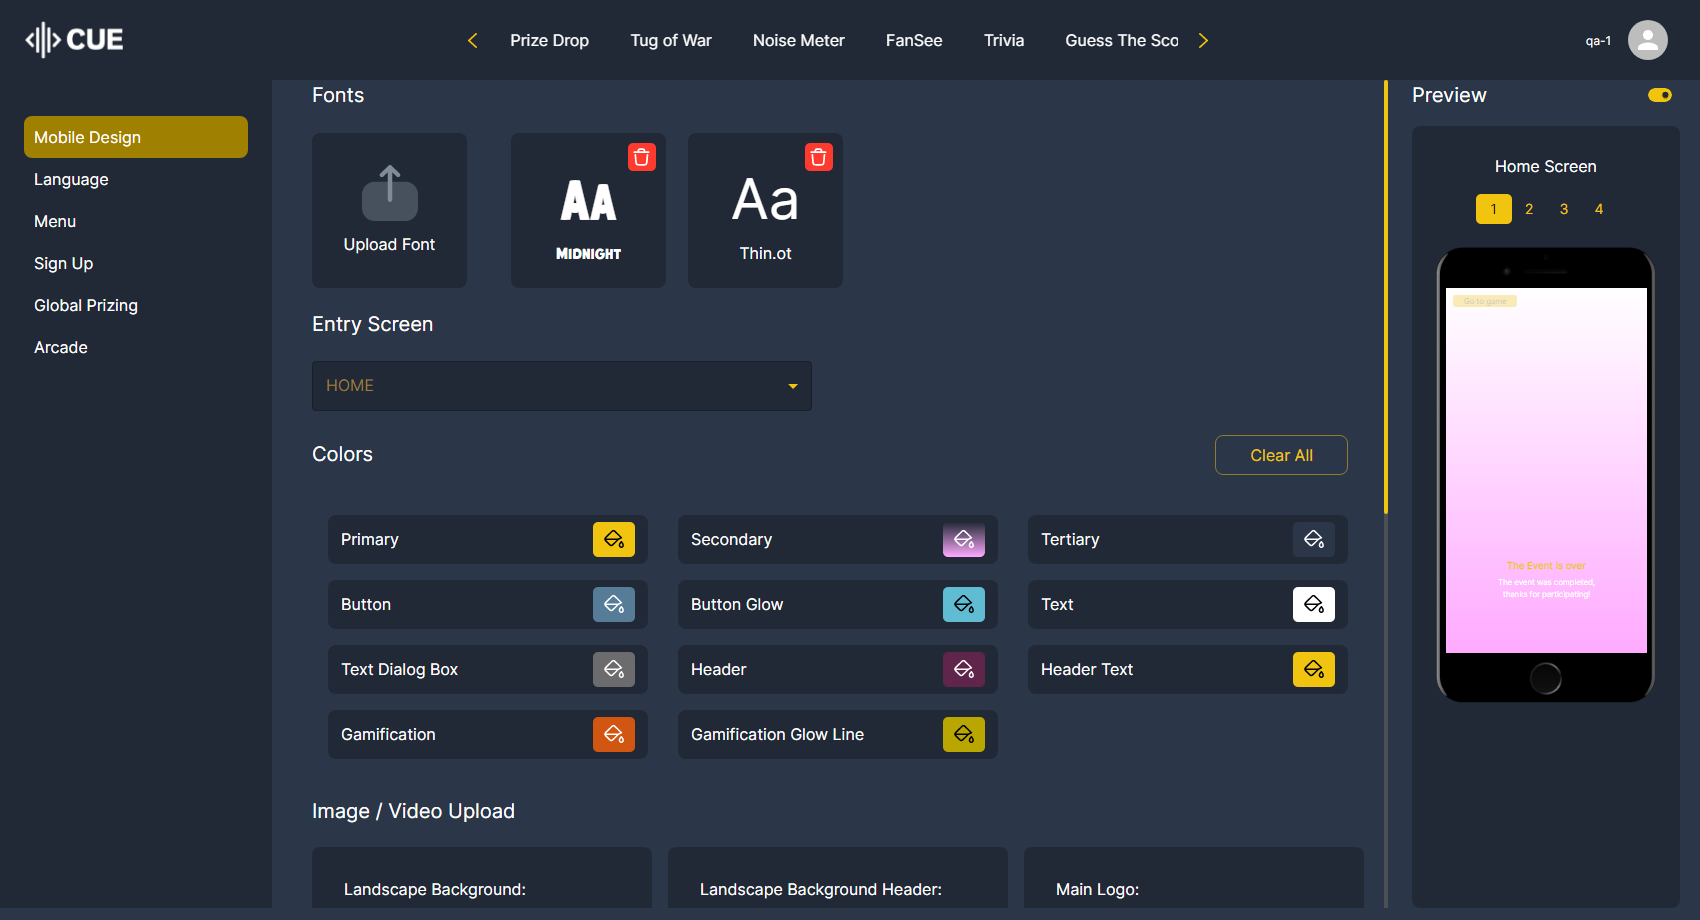 CUE
Prize Drop
Tug of War
Noise Meter
FanSee
Trivia
Guess The Sco
qa-1
Mobile Design
Language
Menu
Sign Up
Global Prizing
Arcade
Fonts
Upload Font
AA
MIDNIGHT
Aa
Thin.ot
Entry Screen
HOME
Colors
Clear All
Primary
Secondary
Tertiary
Button
Button Glow
Text
Text Dialog Box
Header
Header Text
Gamification
Gamification Glow Line
Image / Video Upload
Landscape Background:
Landscape Background Header:
Main Logo:
Preview
Home Screen
1 2 3 4
Go to game
The Event is over
The event was completed,
thanks for participating!